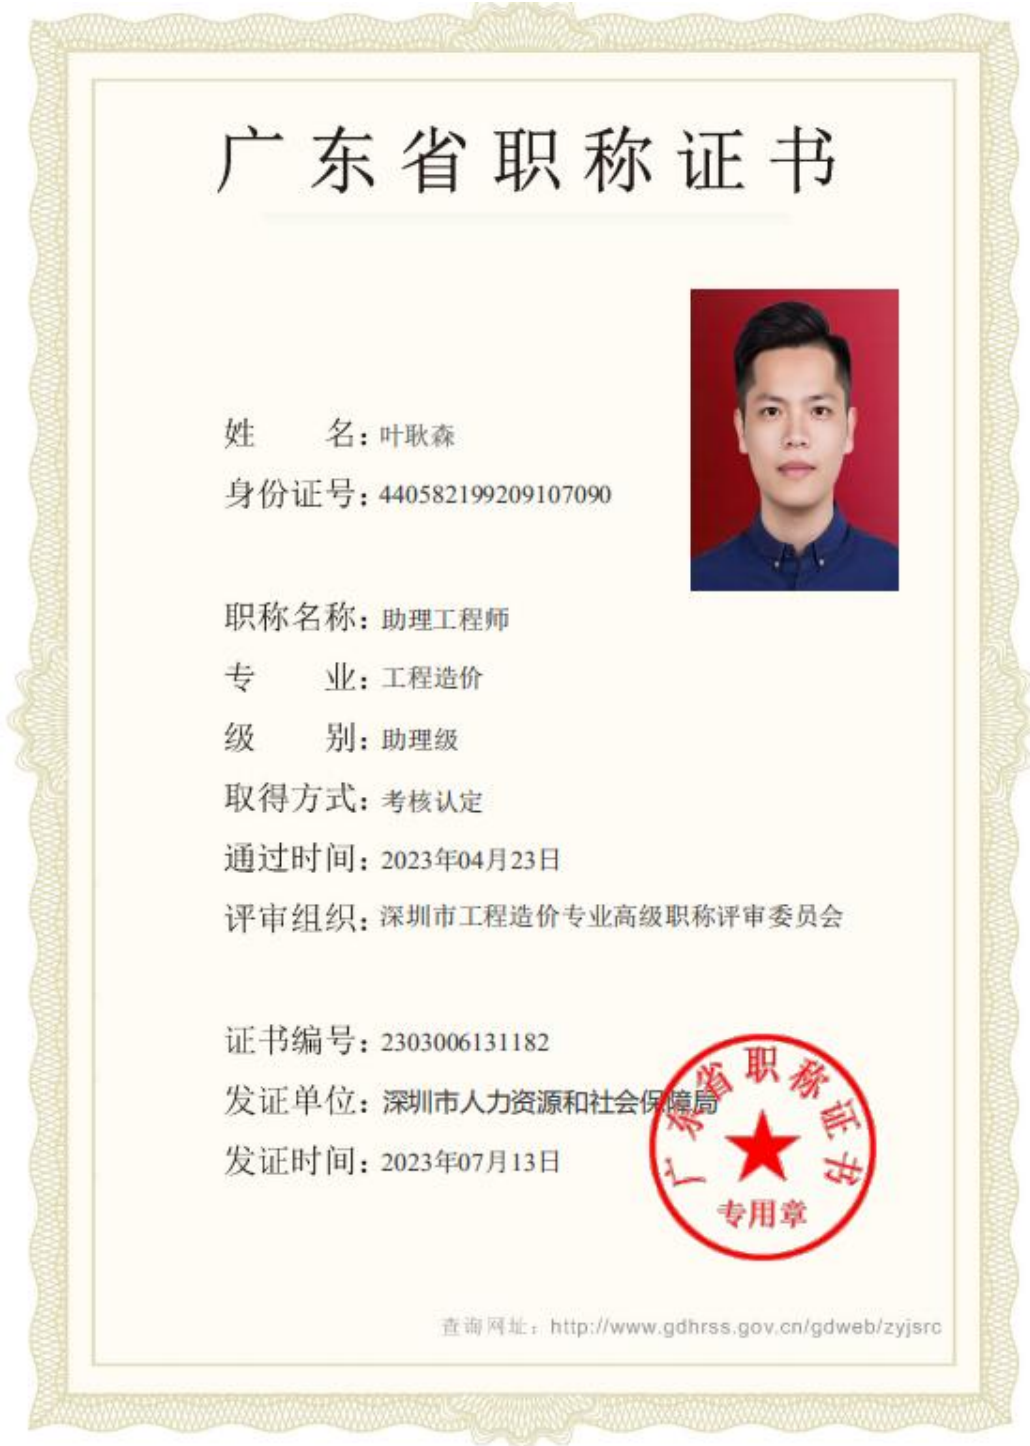 广东省职称证书
姓 名：叶耿森
身份证号：440582199209107090
职称名称：助理工程师
专 业：工程造价
级 别：助理级
取得方式：考核认定
通过时间：2023年04月23日
评审组织：深圳市工程造价专业高级职称评审委员会
证书编号：2303006131182
发证单位：深圳市人力资源和社会保障局
发证时间：2023年07月13日
广东省职称证书
专用章
查询网址：http://www.gdhrss.gov.cn/gdweb/zyjsrc